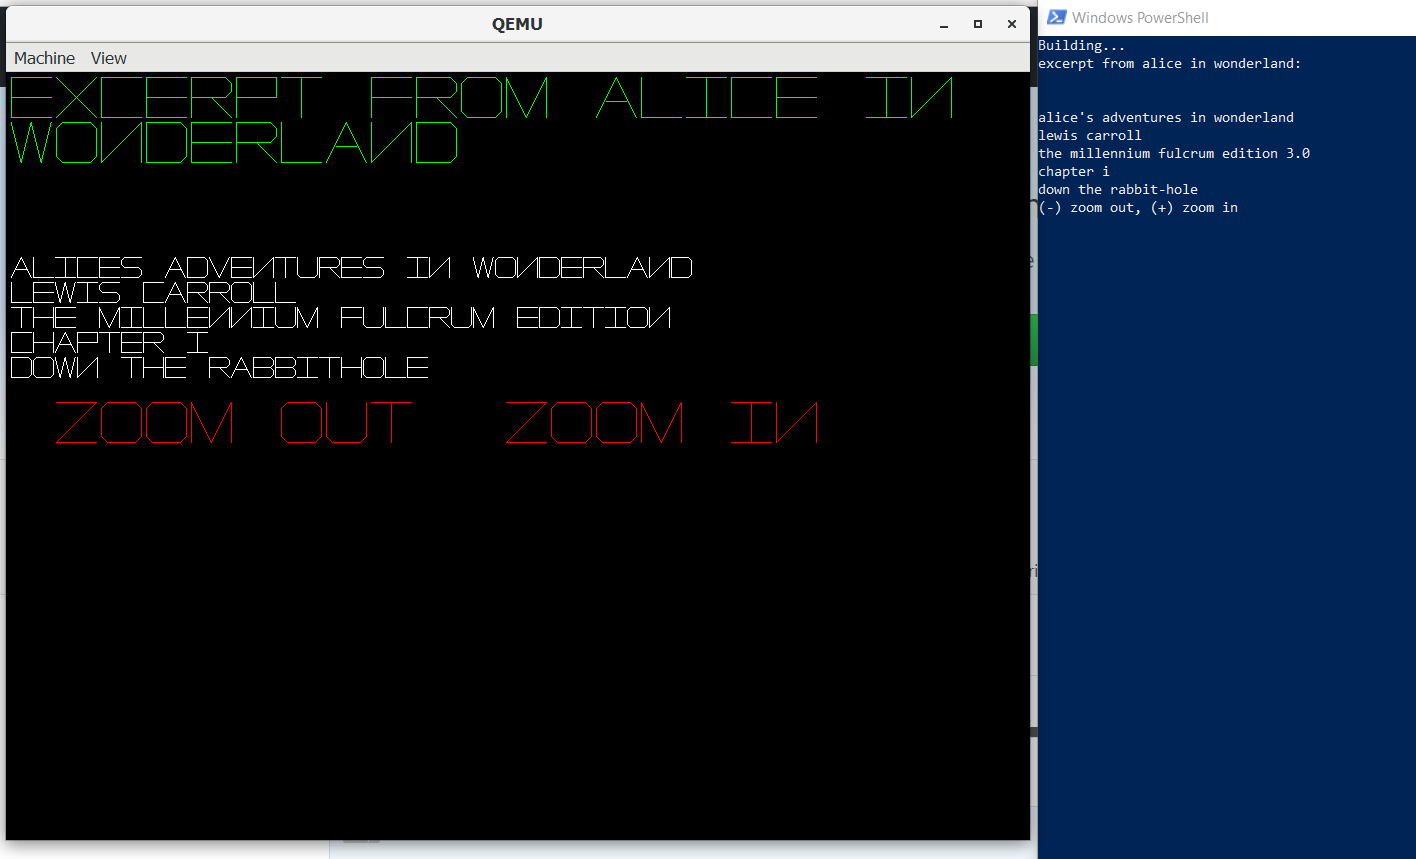 QEMU
Machine View
EXCERPT FROM ALICE IN
WONDERLAND
ALICES ADVENTURES IN WONDERLAND
LEWIS CARROLL
THE MILLENNIUM FULCRUM EDITION
CHAPTER I
DOWN THE RABBITHOLE
ZOOM OUT ZOOM IN
Windows PowerShell
Building...
excerpt from alice in wonderland:
alice's adventures in wonderland
lewis carroll
the millennium fulcrum edition 3.0
chapter i
down the rabbit-hole
(-) zoom out, (+) zoom in